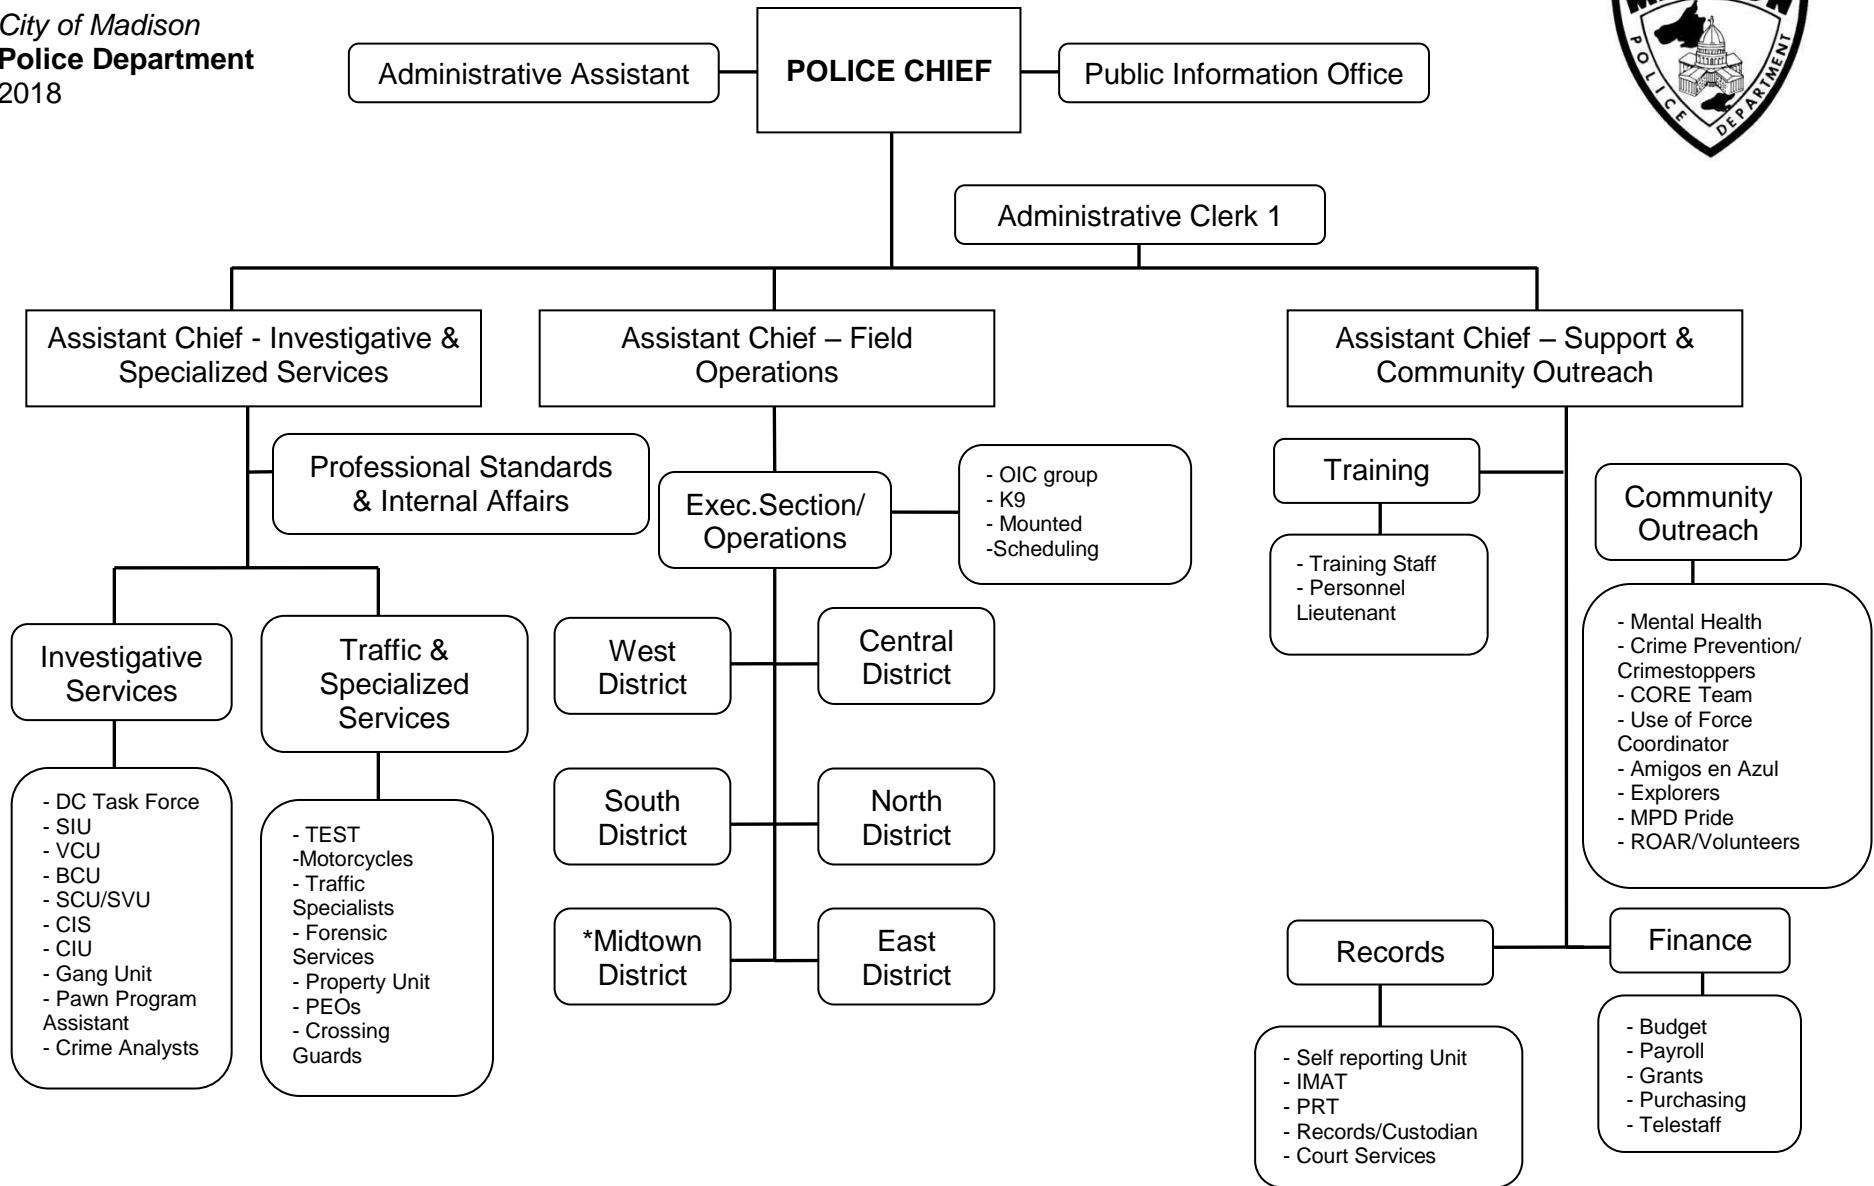 City of Madison
Police Department
2018
Administrative Assistant
POLICE CHIEF
Public Information Office
POLICE
DEPARTMENT
Administrative Clerk 1
Assistant Chief - Investigative &
Specialized Services
Assistant Chief – Field
Operations
Assistant Chief – Support &
Community Outreach
Professional Standards
& Internal Affairs
Exec.Section/
Operations
- OIC group
- K9
- Mounted
-Scheduling
Training
- Training Staff
- Personnel
Lieutenant
Community
Outreach
- Mental Health
- Crime Prevention/
Crimestoppers
- CORE Team
- Use of Force
Coordinator
- Amigos en Azul
- Explorers
- MPD Pride
- ROAR/Volunteers
Investigative
Services
Traffic &
Specialized
Services
- DC Task Force
- SIU
- VCU
- BCU
- SCU/SVU
- CIS
- CIU
- Gang Unit
- Pawn Program
Assistant
- Crime Analysts
- TEST
-Motorcycles
- Traffic
Specialists
- Forensic
Services
- Property Unit
- PEOs
- Crossing
Guards
West
District
Central
District
South
District
North
District
*Midtown
District
East
District
Records
Finance
- Self reporting Unit
- IMAT
- PRT
- Records/Custodian
- Court Services
- Budget
- Payroll
- Grants
- Purchasing
- Telestaff